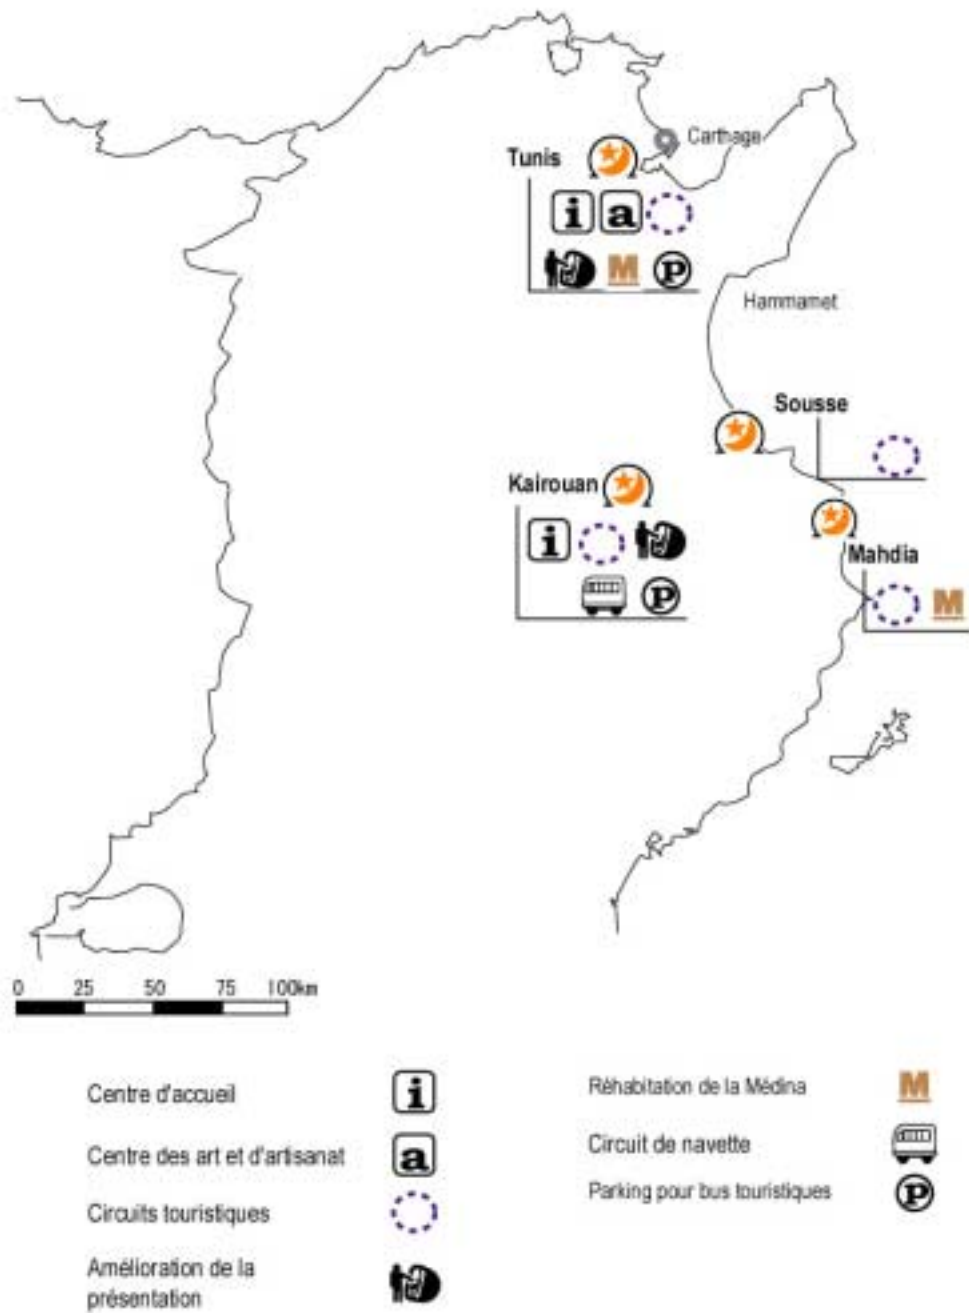 Carthage
Tunis
i a
M P
Hammamet
Sousse
Kairouan
i
P
Mahdia
M
0 25 50 75 100km
Centre d'accueil i
Centre des art et d'artisanat a
Circuits touristiques
Amélioration de la
présentation
Réhabitation de la Médina M
Circuit de navette
Parking pour bus touristiques P